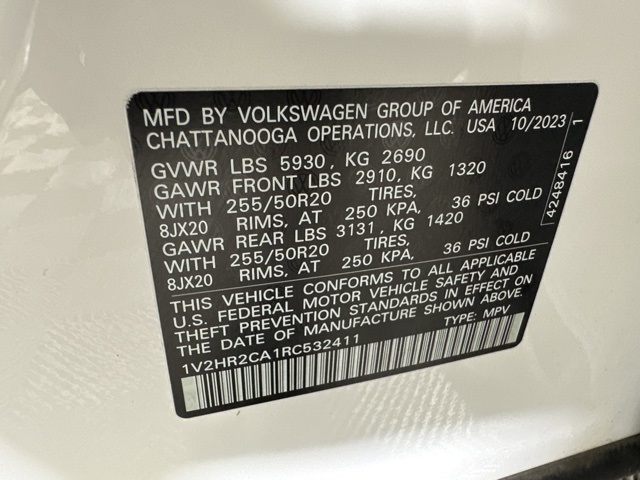 MFD BY VOLKSWAGEN GROUP OF AMERICA
CHATTANOOGA OPERATIONS, LLC. USA 10/2023
GVWR LBS 5930, KG 2690
GAWR FRONT LBS 2910, KG 1320
WITH 255/50R20 TIRES,
8JX20 RIMS, AT 250 KPA, 36 PSI COLD
GAWR REAR LBS 3131, KG 1420
WITH 255/50R20 TIRES,
8JX20 RIMS, AT 250 KPA, 36 PSI COLD
THIS VEHICLE CONFORMS TO ALL APPLICABLE
U.S. FEDERAL MOTOR VEHICLE SAFETY AND
THEFT PREVENTION STANDARDS IN EFFECT ON
THE DATE OF MANUFACTURE SHOWN ABOVE.
1V2HR2CA1RC532411 TYPE: MPV
4248416 1